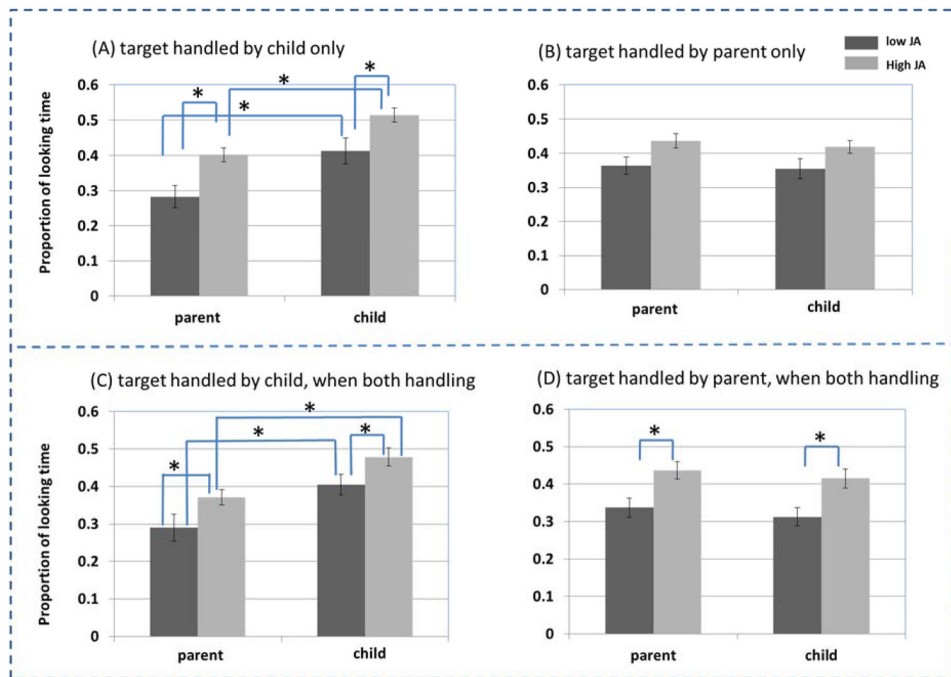 (A) target handled by child only
(B) target handled by parent only
low JA
High JA
Proportion of looking time
0.6
0.5
0.4
0.3
0.2
0.1
0
* * * *
parent child
0.6
0.5
0.4
0.3
0.2
0.1
0
parent child
(C) target handled by child, when both handling
(D) target handled by parent, when both handling
Proportion of looking time
0.6
0.5
0.4
0.3
0.2
0.1
0
* * * *
parent child
0.6
0.5
0.4
0.3
0.2
0.1
0
* *
parent child